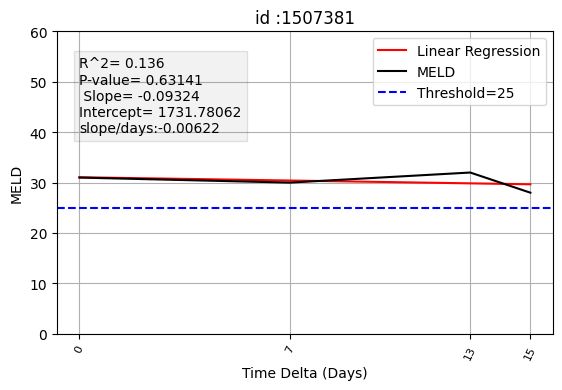 id :1507381
R^2= 0.136
P-value= 0.63141
Slope= -0.09324
Intercept= 1731.78062
slope/days:-0.00622
Linear Regression
MELD
Threshold=25
60
50
40
30
20
10
0
MELD
0
7
13
15
Time Delta (Days)